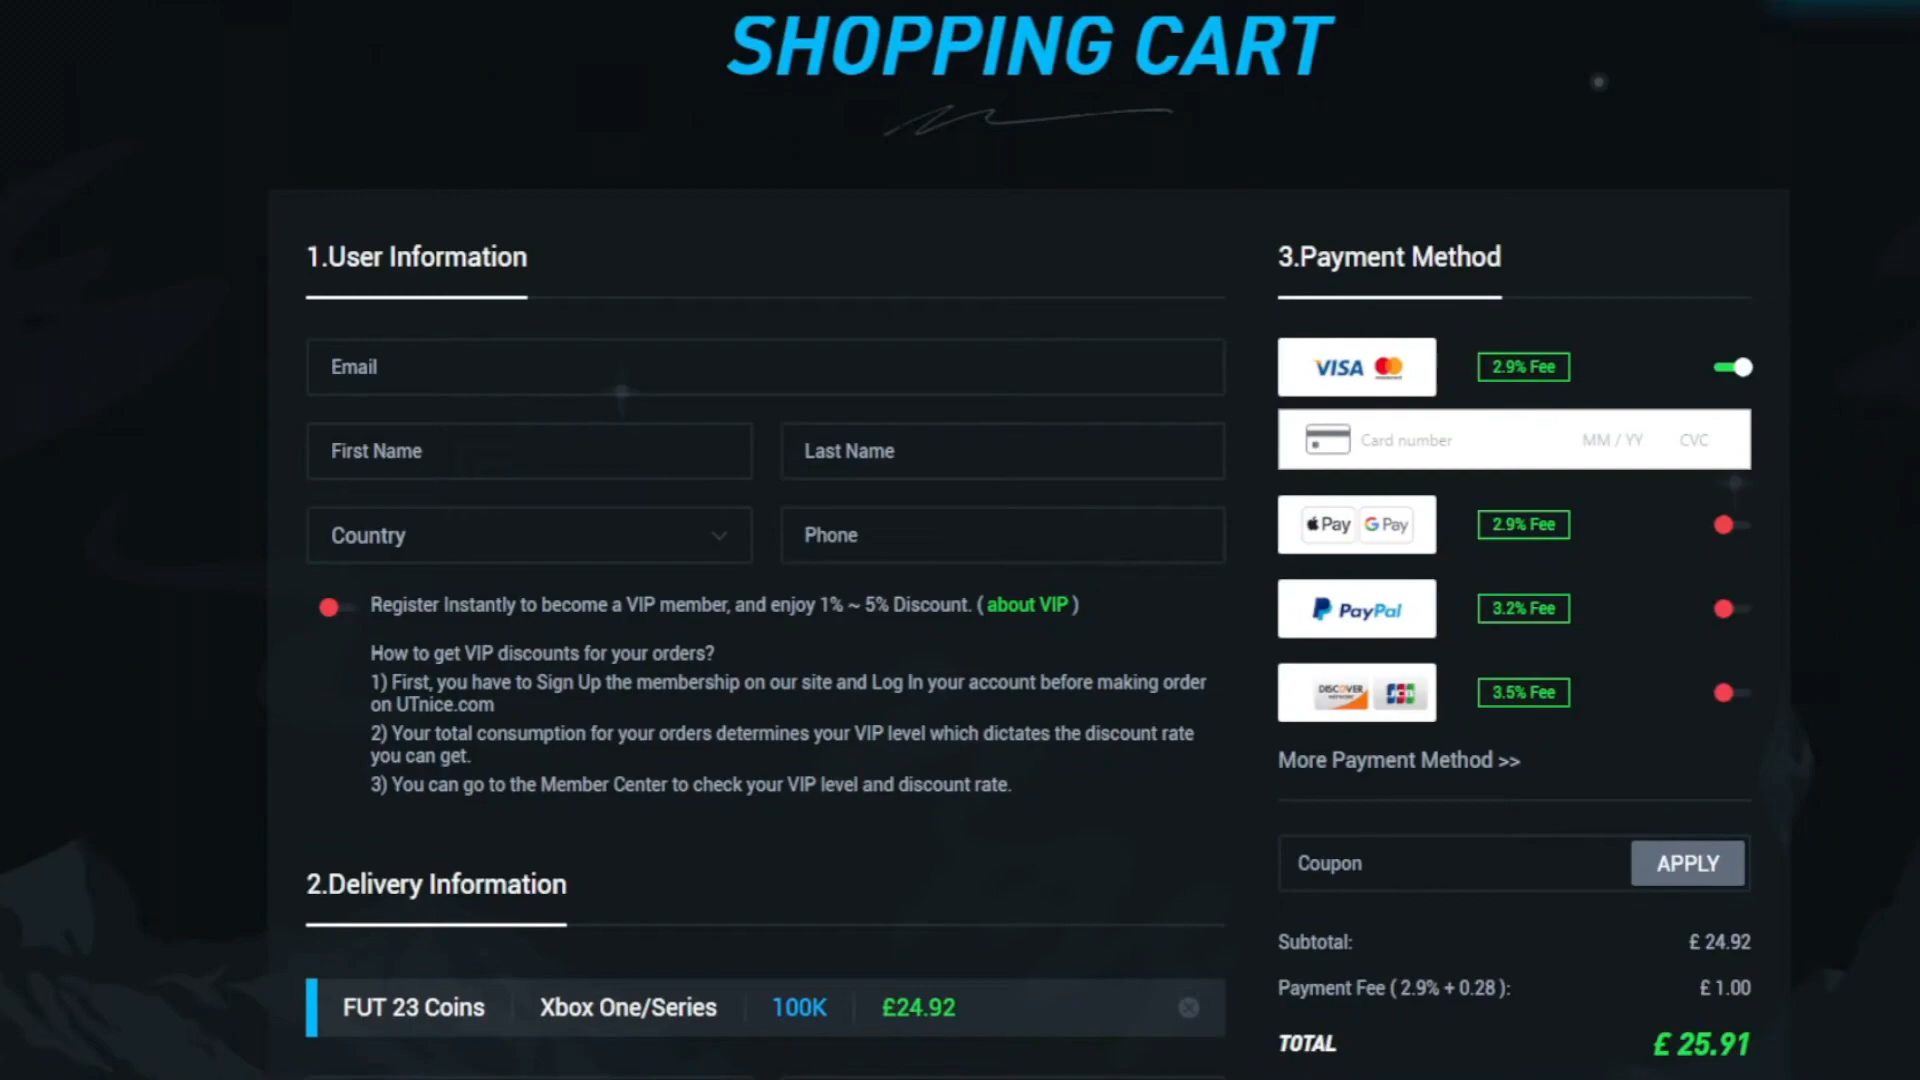 SHOPPING CART
1.User Information
Email
First Name
Last Name
Country
Phone
Register Instantly to become a VIP member, and enjoy 1% ~ 5% Discount. ( about VIP )
How to get VIP discounts for your orders?
1) First, you have to Sign Up the membership on our site and Log In your account before making order
on UTnice.com
2) Your total consumption for your orders determines your VIP level which dictates the discount rate
you can get.
3) You can go to the Member Center to check your VIP level and discount rate.
2.Delivery Information
FUT 23 Coins Xbox One/Series 100K £24.92
3.Payment Method
VISA 2.9% Fee
Card number MM / YY CVC
Pay G Pay 2.9% Fee
PayPal 3.2% Fee
DISCOVER JCB 3.5% Fee
More Payment Method >>
Coupon APPLY
Subtotal: £ 24.92
Payment Fee ( 2.9% + 0.28 ): £ 1.00
TOTAL £ 25.91